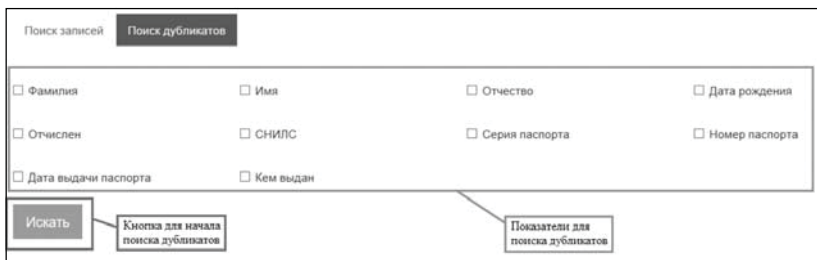 Поиск записей Поиск дубликатов
Фамилия Имя Отчество Дата рождения
Отчислен СНИЛС Серия паспорта Номер паспорта
Дата выдачи паспорта Кем выдан
Искать
Кнопка для начала
поиска дубликатов
Показатели для
поиска дубликатов